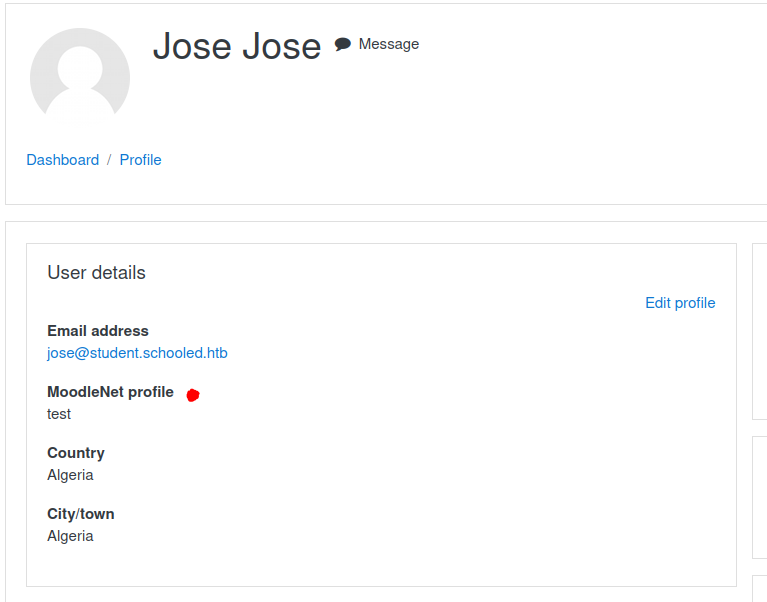 Jose Jose Message
Dashboard / Profile
User details
Edit profile
Email address
jose@student.schooled.htb
MoodleNet profile
test
Country
Algeria
City/town
Algeria